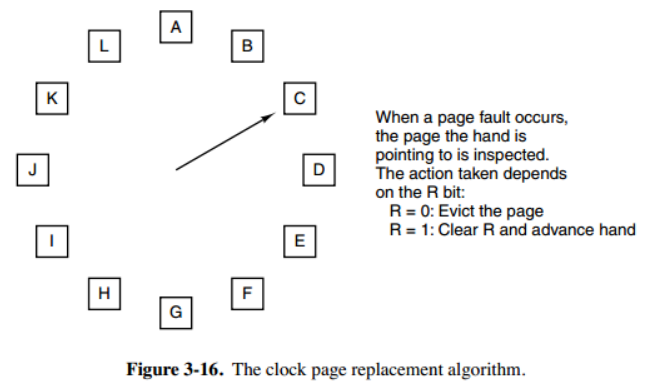 A
L
B
K
C
J
D
I
E
H
F
G
When a page fault occurs,
the page the hand is
pointing to is inspected.
The action taken depends
on the R bit:
R = 0: Evict the page
R = 1: Clear R and advance hand
Figure 3-16. The clock page replacement algorithm.